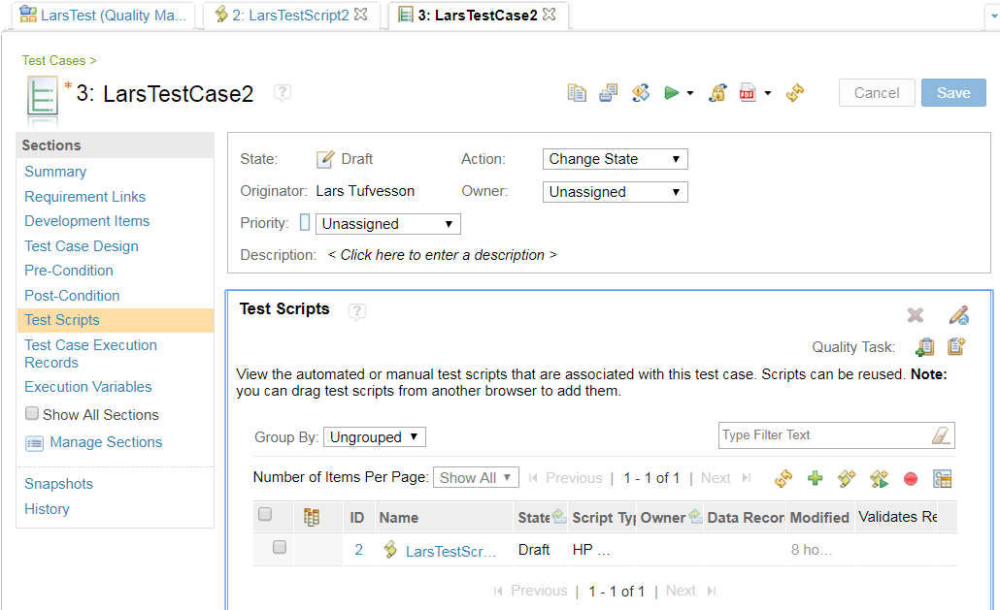 LarsTest (Quality Ma...
2: LarsTestScript2
3: LarsTestCase2
Test Cases >
* 3: LarsTestCase2
?
PDF
Cancel
Save
Sections
Summary
Requirement Links
Development Items
Test Case Design
Pre-Condition
Post-Condition
Test Scripts
Test Case Execution
Records
Execution Variables
Show All Sections
Manage Sections
Snapshots
History
State: Draft
Action: Change State
Originator: Lars Tufvesson
Owner: Unassigned
Priority: Unassigned
Description: < Click here to enter a description >
Test Scripts
?
Quality Task:
View the automated or manual test scripts that are associated with this test case. Scripts can be reused. Note:
you can drag test scripts from another browser to add them.
Group By: Ungrouped
Type Filter Text
Number of Items Per Page: Show All
Previous | 1 - 1 of 1 | Next
ID Name State Script Typ Owner Data Recor Modified Validates Re
2 LarsTestScr... Draft HP ... 8 ho...
Previous | 1 - 1 of 1 | Next